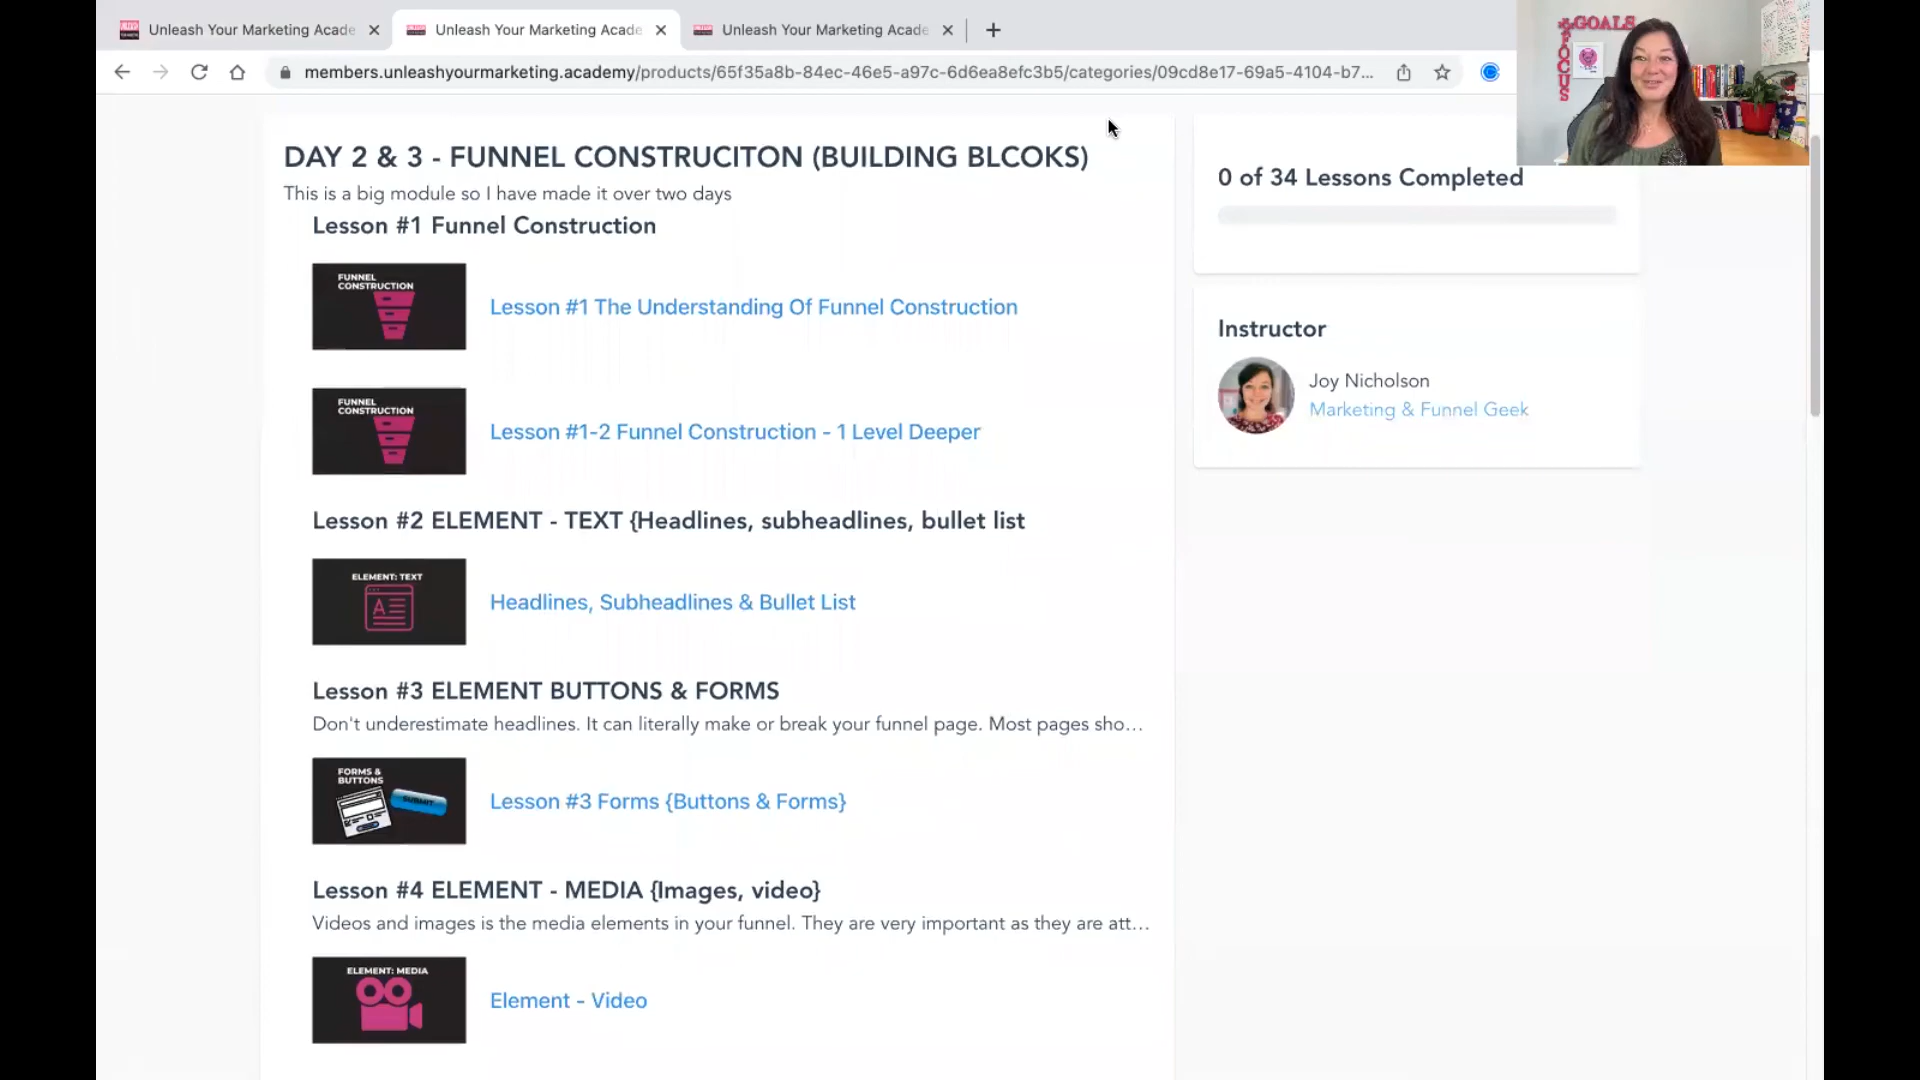 Unleash Your Marketing Acade
Unleash Your Marketing Acade
Unleash Your Marketing Acade
members.unleashyourmarketing.academy/products/65f35a8b-84ec-46e5-a97c-6d6ea8efc3b5/categories/09cd8e17-69a5-4104-b7...
GOALS
FOCUS
DAY 2 & 3 - FUNNEL CONSTRUCITON (BUILDING BLCOKS)
This is a big module so I have made it over two days
Lesson #1 Funnel Construction
FUNNEL
CONSTRUCTION
Lesson #1 The Understanding Of Funnel Construction
FUNNEL
CONSTRUCTION
Lesson #1-2 Funnel Construction - 1 Level Deeper
Lesson #2 ELEMENT - TEXT {Headlines, subheadlines, bullet list
ELEMENT: TEXT
A
Headlines, Subheadlines & Bullet List
Lesson #3 ELEMENT BUTTONS & FORMS
Don't underestimate headlines. It can literally make or break your funnel page. Most pages sho...
FORMS &
BUTTONS
SUBMIT
Lesson #3 Forms {Buttons & Forms}
Lesson #4 ELEMENT - MEDIA {Images, video}
Videos and images is the media elements in your funnel. They are very important as they are att...
ELEMENT: MEDIA
Element - Video
0 of 34 Lessons Completed
Instructor
Joy Nicholson
Marketing & Funnel Geek